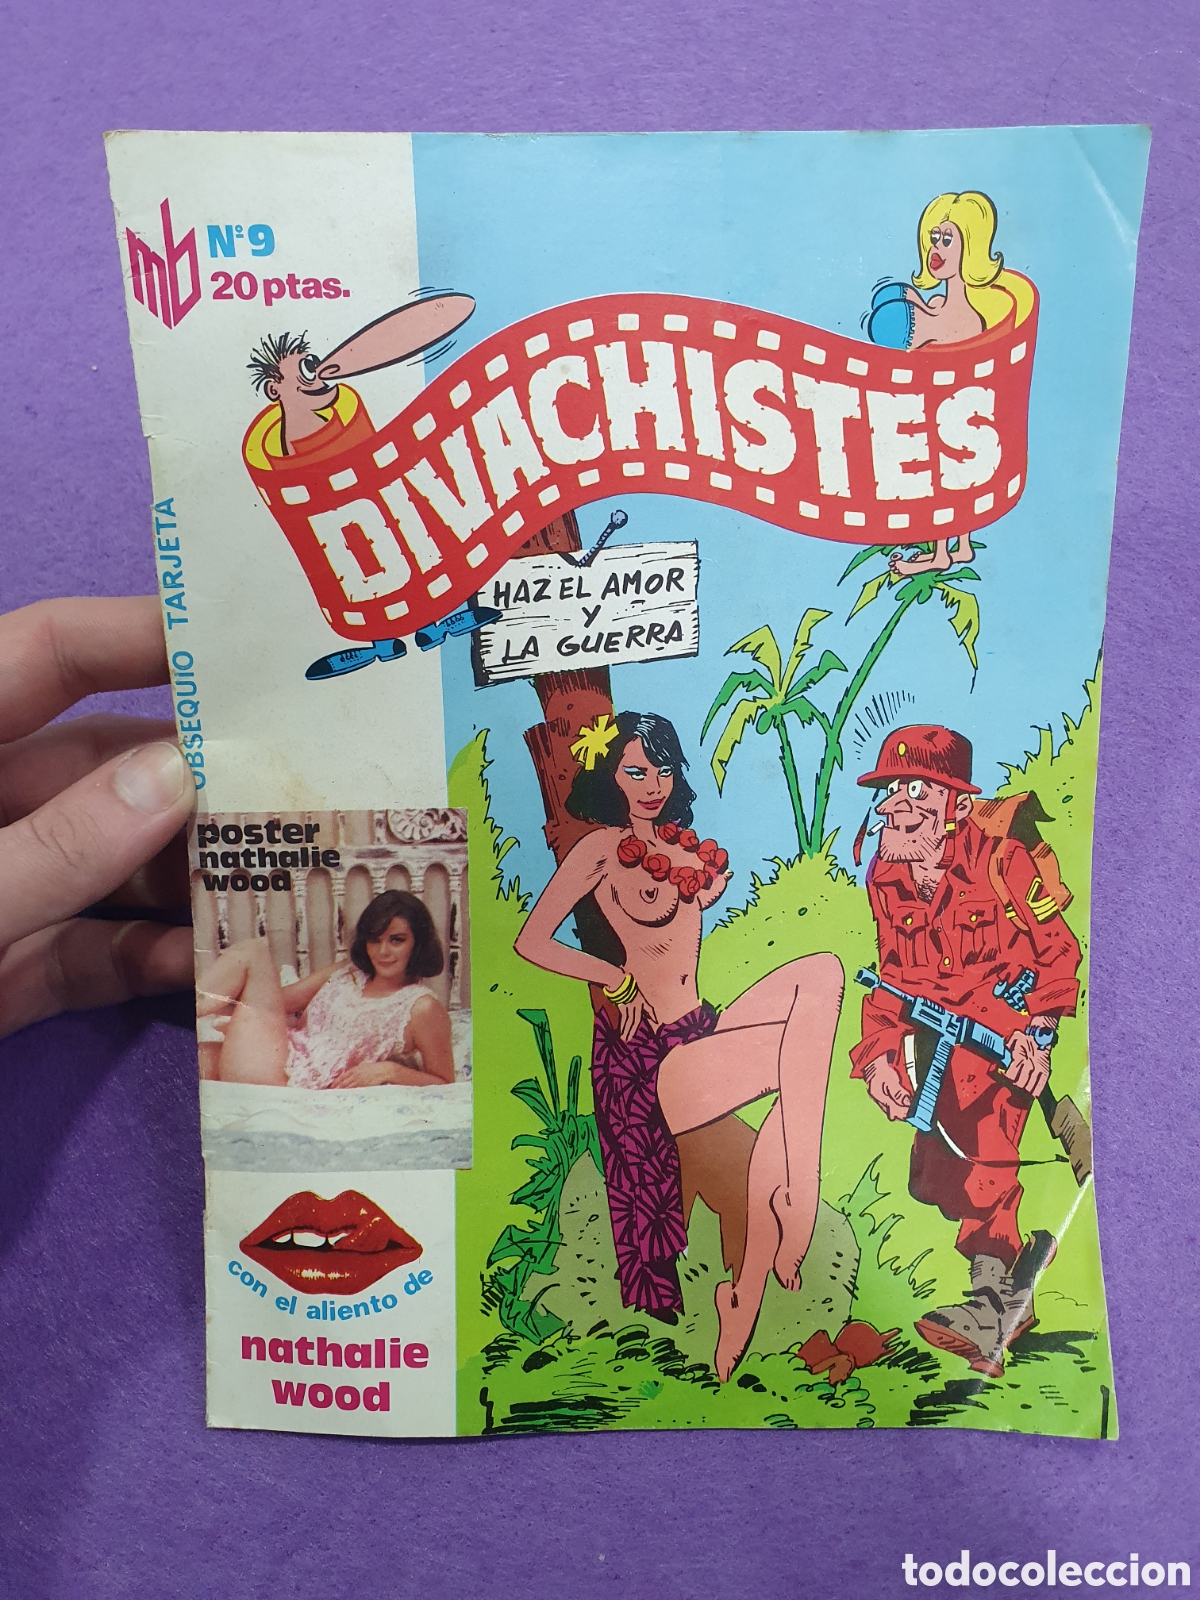 mb
Nº9
20 ptas.
DIVACHISTES
OBSEQUIO TARJETA
HAZ EL AMOR
Y
LA GUERRA
poster
nathalie
wood
con el aliento de
nathalie
wood
todocoleccion